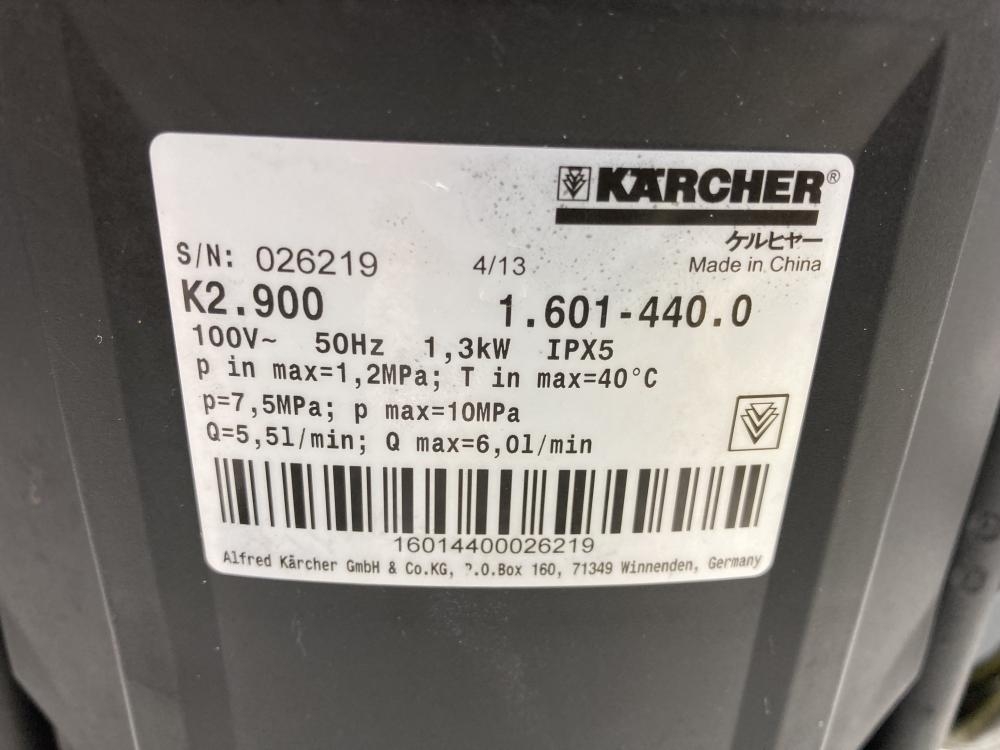 KÄRCHER®
ケルヒャー
S/N: 026219 4/13 Made in China
K2.900 1.601-440.0
100V~ 50Hz 1,3kW IPX5
p in max=1,2MPa; T in max=40°C
p=7,5MPa; p max=10MPa
Q=5,5l/min; Q max=6,0l/min
16014400026219
Alfred Kärcher GmbH & Co.KG, P.O.Box 160, 71349 Winnenden, Germany